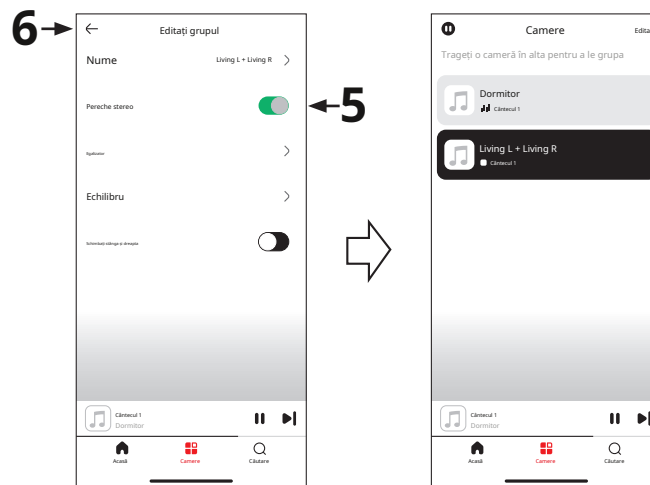 6
Editați grupul
Nume
Living L + Living R
Pereche stereo
5
Egalizator
Echilibru
Schimbați stânga și dreapta
Cântecul 1
Dormitor
Acasă
Camere
Căutare
Camere
Edita
Trageți o cameră în alta pentru a le grupa
Dormitor
Cântecul 1
Living L + Living R
Cântecul 1
Cântecul 1
Dormitor
Acasă
Camere
Căutare